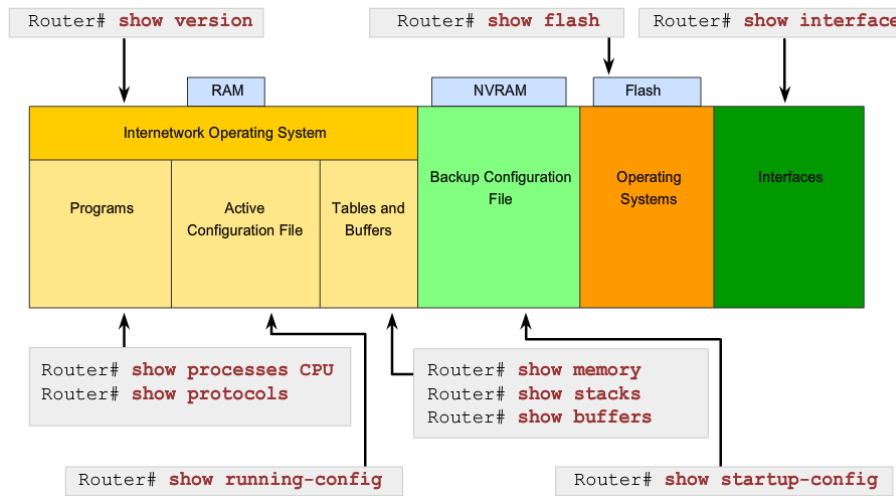 Router# show version
Router# show flash
Router# show interface
RAM
NVRAM
Flash
Internetwork Operating System
Programs
Active
Configuration File
Tables and
Buffers
Backup Configuration
File
Operating
Systems
Interfaces
Router# show processes CPU
Router# show protocols
Router# show memory
Router# show stacks
Router# show buffers
Router# show running-config
Router# show startup-config